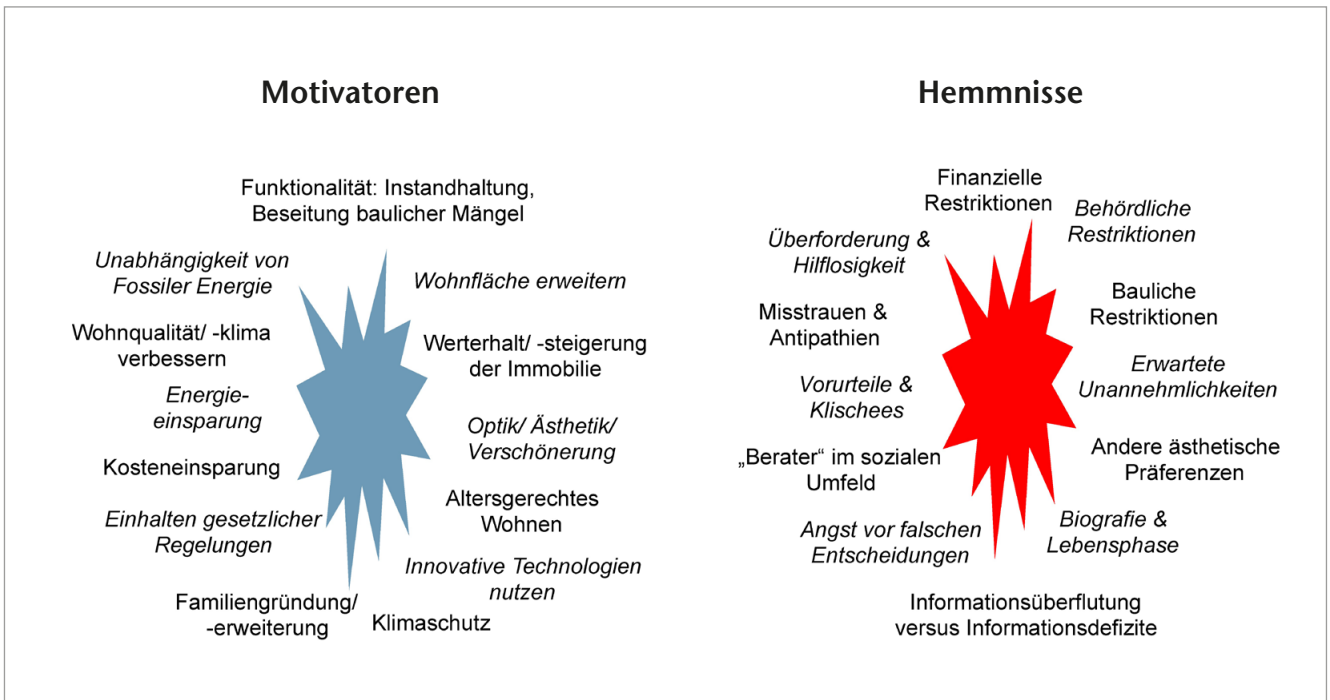 Motivatoren
Funktionalität: Instandhaltung,
Beseitung baulicher Mängel
Unabhängigkeit von
Fossiler Energie
Wohnfläche erweitern
Wohnqualität/ -klima
verbessern
Werterhalt/ -steigerung
der Immobilie
Energie-
einsparung
Optik/ Ästhetik/
Verschönerung
Kosteneinsparung
Altersgerechtes
Wohnen
Einhalten gesetzlicher
Regelungen
Innovative Technologien
nutzen
Familiengründung/
-erweiterung
Klimaschutz
Hemmnisse
Finanzielle
Restriktionen
Behördliche
Restriktionen
Überforderung &
Hilflosigkeit
Bauliche
Restriktionen
Misstrauen &
Antipathien
Erwartete
Unannehmlichkeiten
Vorurteile &
Klischees
Andere ästhetische
Präferenzen
„Berater“ im sozialen
Umfeld
Biografie &
Lebensphase
Angst vor falschen
Entscheidungen
Informationsüberflutung
versus Informationsdefizite